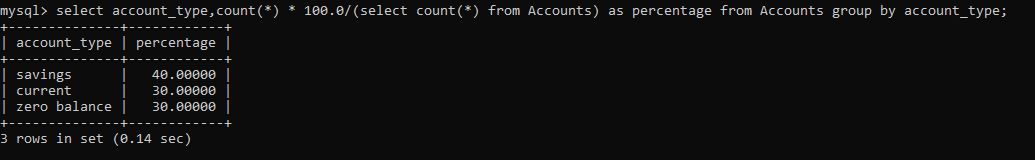 mysql> select account_type,count(*) * 100.0/(select count(*) from Accounts) as percentage from Accounts group by account_type;
+--------------+------------+
| account_type | percentage |
+--------------+------------+
| savings      |   40.00000 |
| current      |   30.00000 |
| zero balance |   30.00000 |
+--------------+------------+
3 rows in set (0.14 sec)